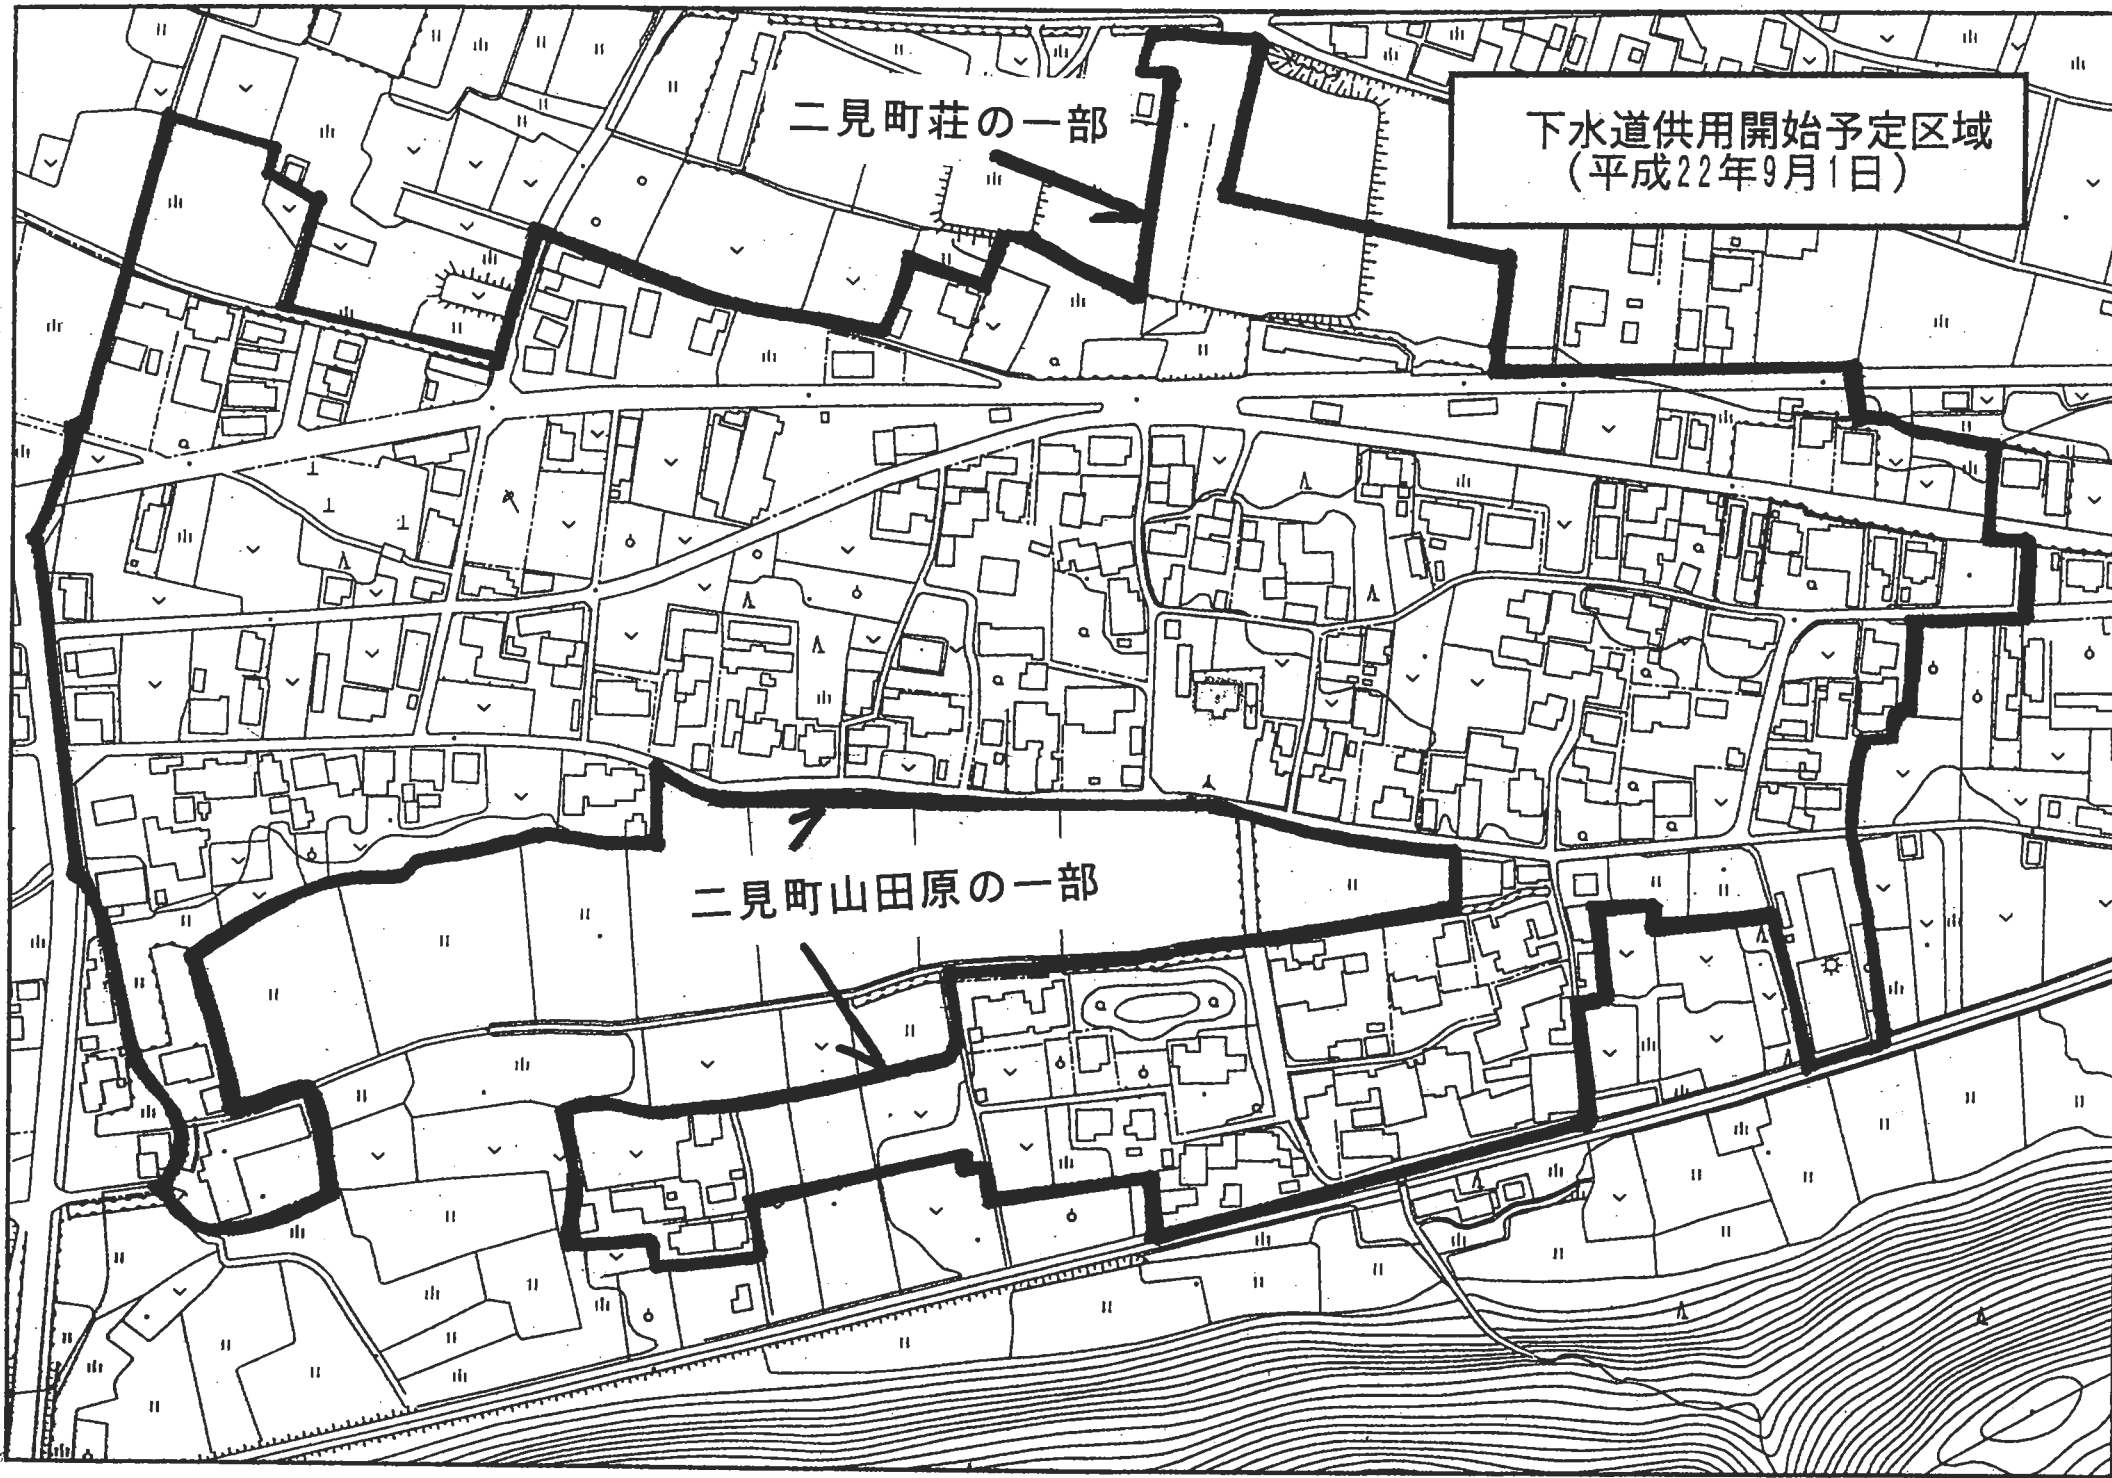 二見町荘の一部
下水道供用開始予定区域
(平成22年9月1日)
二見町山田原の一部